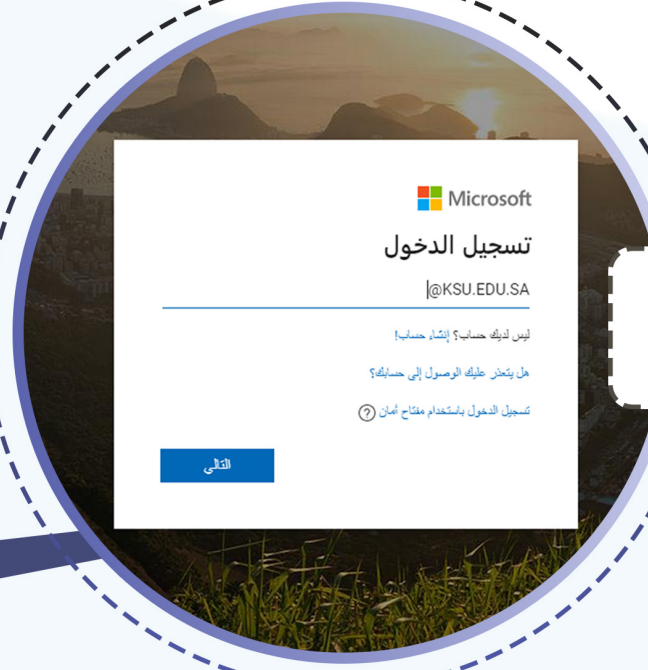 Microsoft
تسجيل الدخول
@KSU.EDU.SA
ليس لديك حساب؟ إنشاء حساب!
هل يتعذر عليك الوصول إلى حسابك؟
تسجيل الدخول باستخدام مفتاح أمان ?
التالي